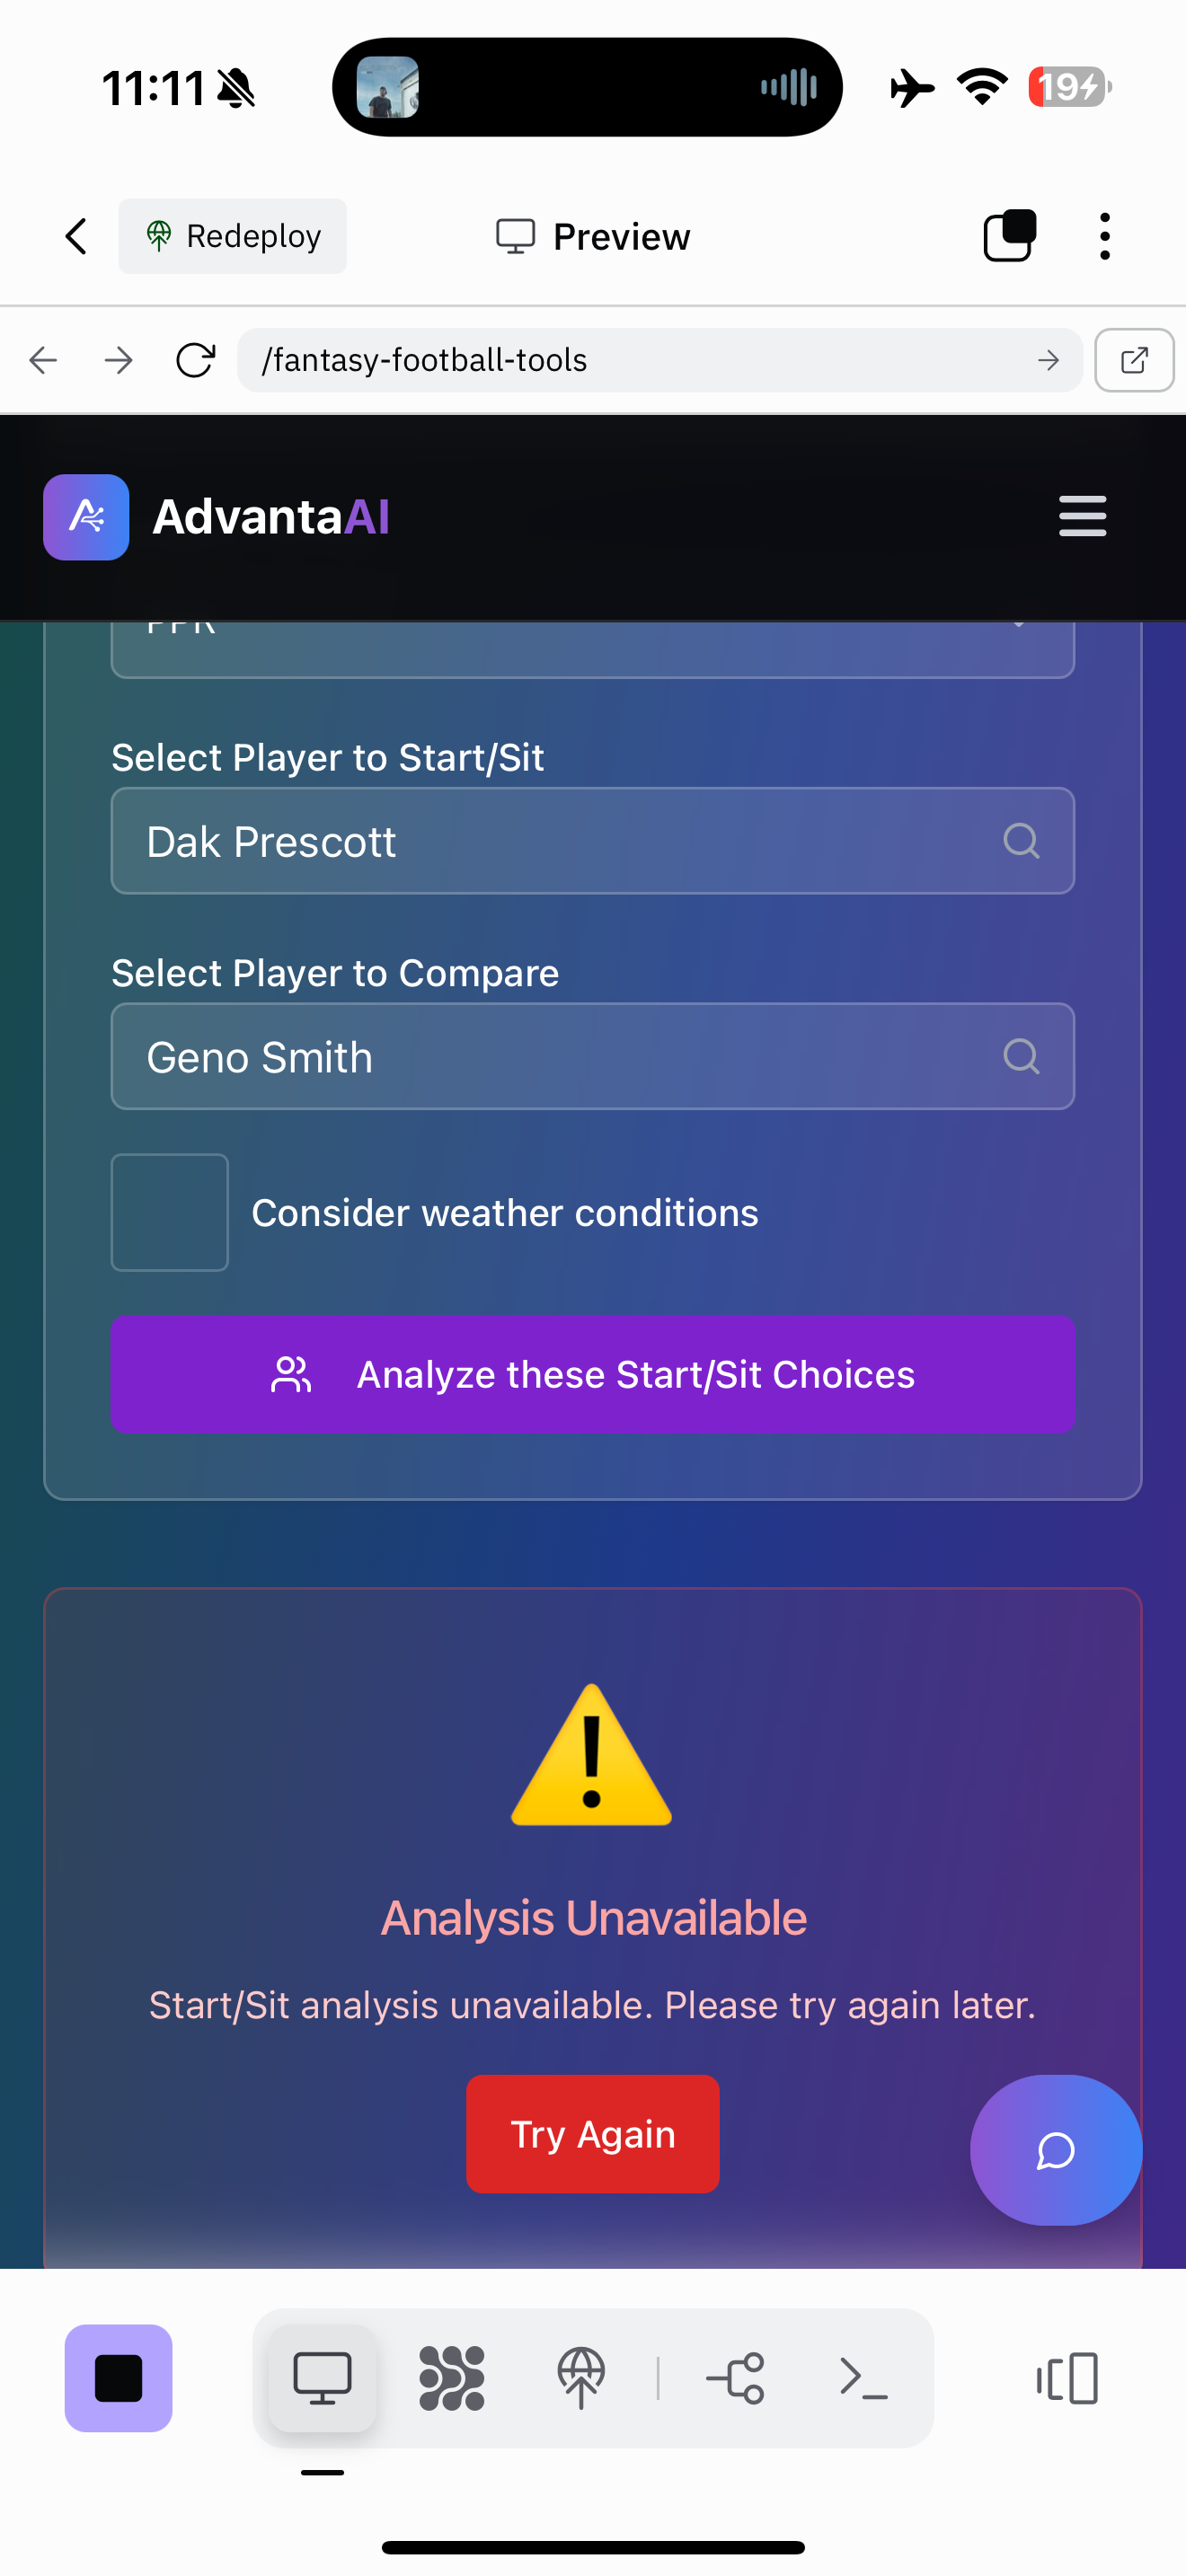 11:11
19
Redeploy
Preview
/fantasy-football-tools
AdvantaAI
PPR
Select Player to Start/Sit
Dak Prescott
Select Player to Compare
Geno Smith
Consider weather conditions
Analyze these Start/Sit Choices
Analysis Unavailable
Start/Sit analysis unavailable. Please try again later.
Try Again